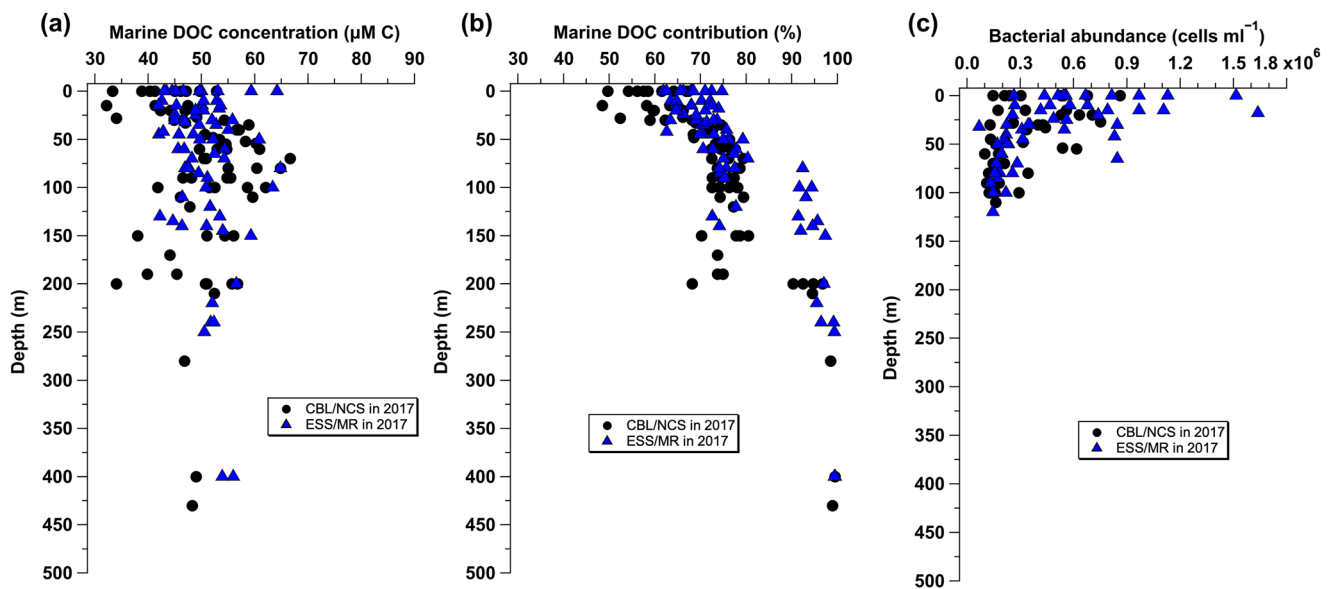 (a)
Marine DOC concentration (µM C)
30 40 50 60 70 80 90
0
50
100
150
200
250
300
350
400
450
500
Depth (m)
CBL/NCS in 2017
ESS/MR in 2017
(b)
Marine DOC contribution (%)
30 40 50 60 70 80 90 100
0
50
100
150
200
250
300
350
400
450
500
Depth (m)
CBL/NCS in 2017
ESS/MR in 2017
(c)
Bacterial abundance (cells ml⁻¹)
0.0 0.3 0.6 0.9 1.2 1.5 1.8x10⁶
0
50
100
150
200
250
300
350
400
450
500
Depth (m)
CBL/NCS in 2017
ESS/MR in 2017